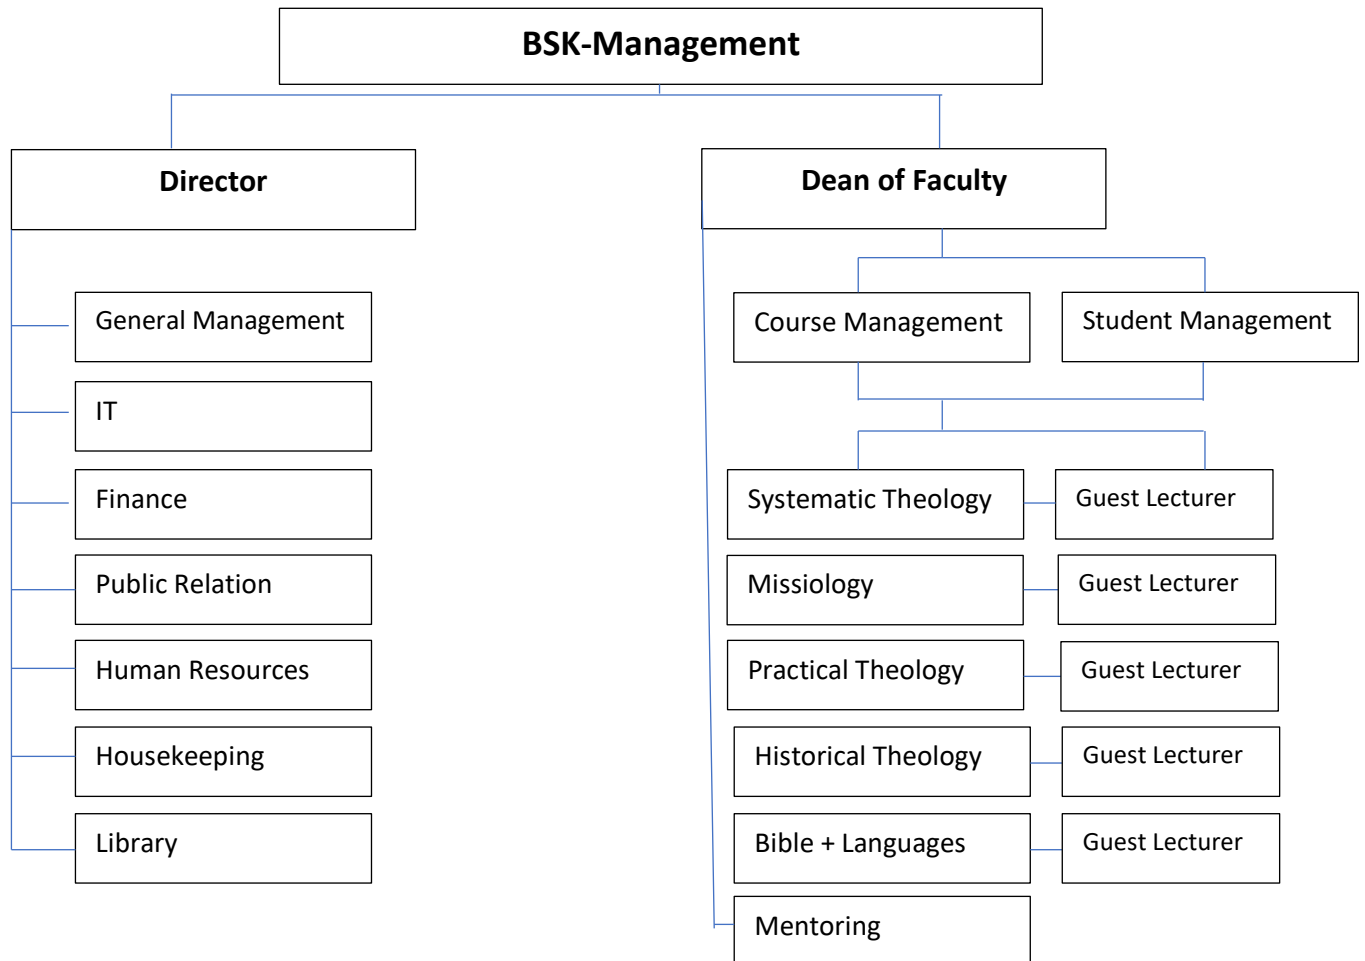 BSK-Management
Director
Dean of Faculty
General Management
IT
Finance
Public Relation
Human Resources
Housekeeping
Library
Course Management
Student Management
Systematic Theology
Guest Lecturer
Missiology
Guest Lecturer
Practical Theology
Guest Lecturer
Historical Theology
Guest Lecturer
Bible + Languages
Guest Lecturer
Mentoring